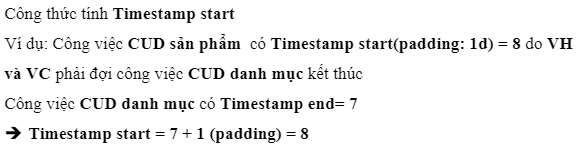 Công thức tính Timestamp start
Ví dụ: Công việc CUD sản phẩm  có Timestamp start(padding: 1d) = 8 do VH
và VC phải đợi công việc CUD danh mục kết thúc
Công việc CUD danh mục có Timestamp end= 7
➔ Timestamp start = 7 + 1 (padding) = 8